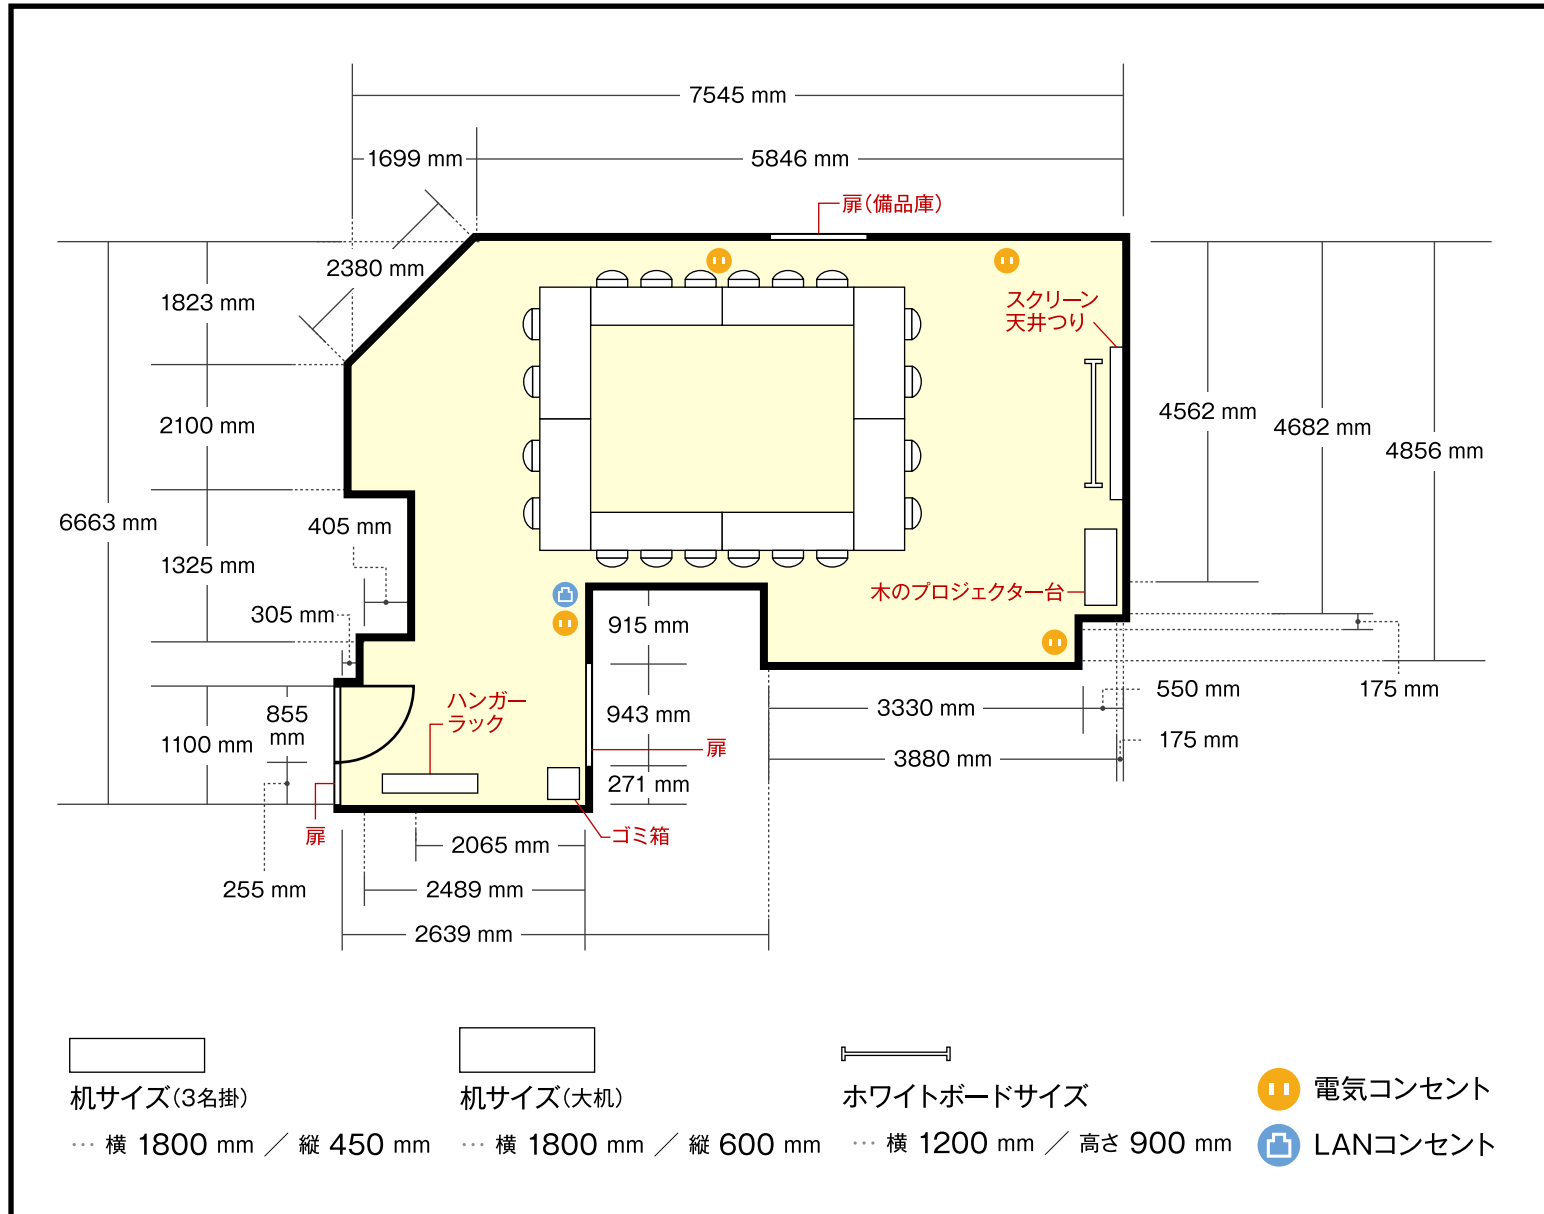 7545 mm
1699 mm
5846 mm
扉(備品庫)
2380 mm
1823 mm
スクリーン
天井つり
2100 mm
4562 mm
4682 mm
4856 mm
6663 mm
405 mm
1325 mm
305 mm
木のプロジェクター台
915 mm
550 mm
175 mm
ハンガー
ラック
855
mm
943 mm
3330 mm
1100 mm
扉
175 mm
3880 mm
271 mm
扉
ゴミ箱
2065 mm
255 mm
2489 mm
2639 mm
机サイズ(3名掛)
… 横 1800 mm / 縦 450 mm
机サイズ(大机)
… 横 1800 mm / 縦 600 mm
ホワイトボードサイズ
… 横 1200 mm / 高さ 900 mm
電気コンセント
LANコンセント